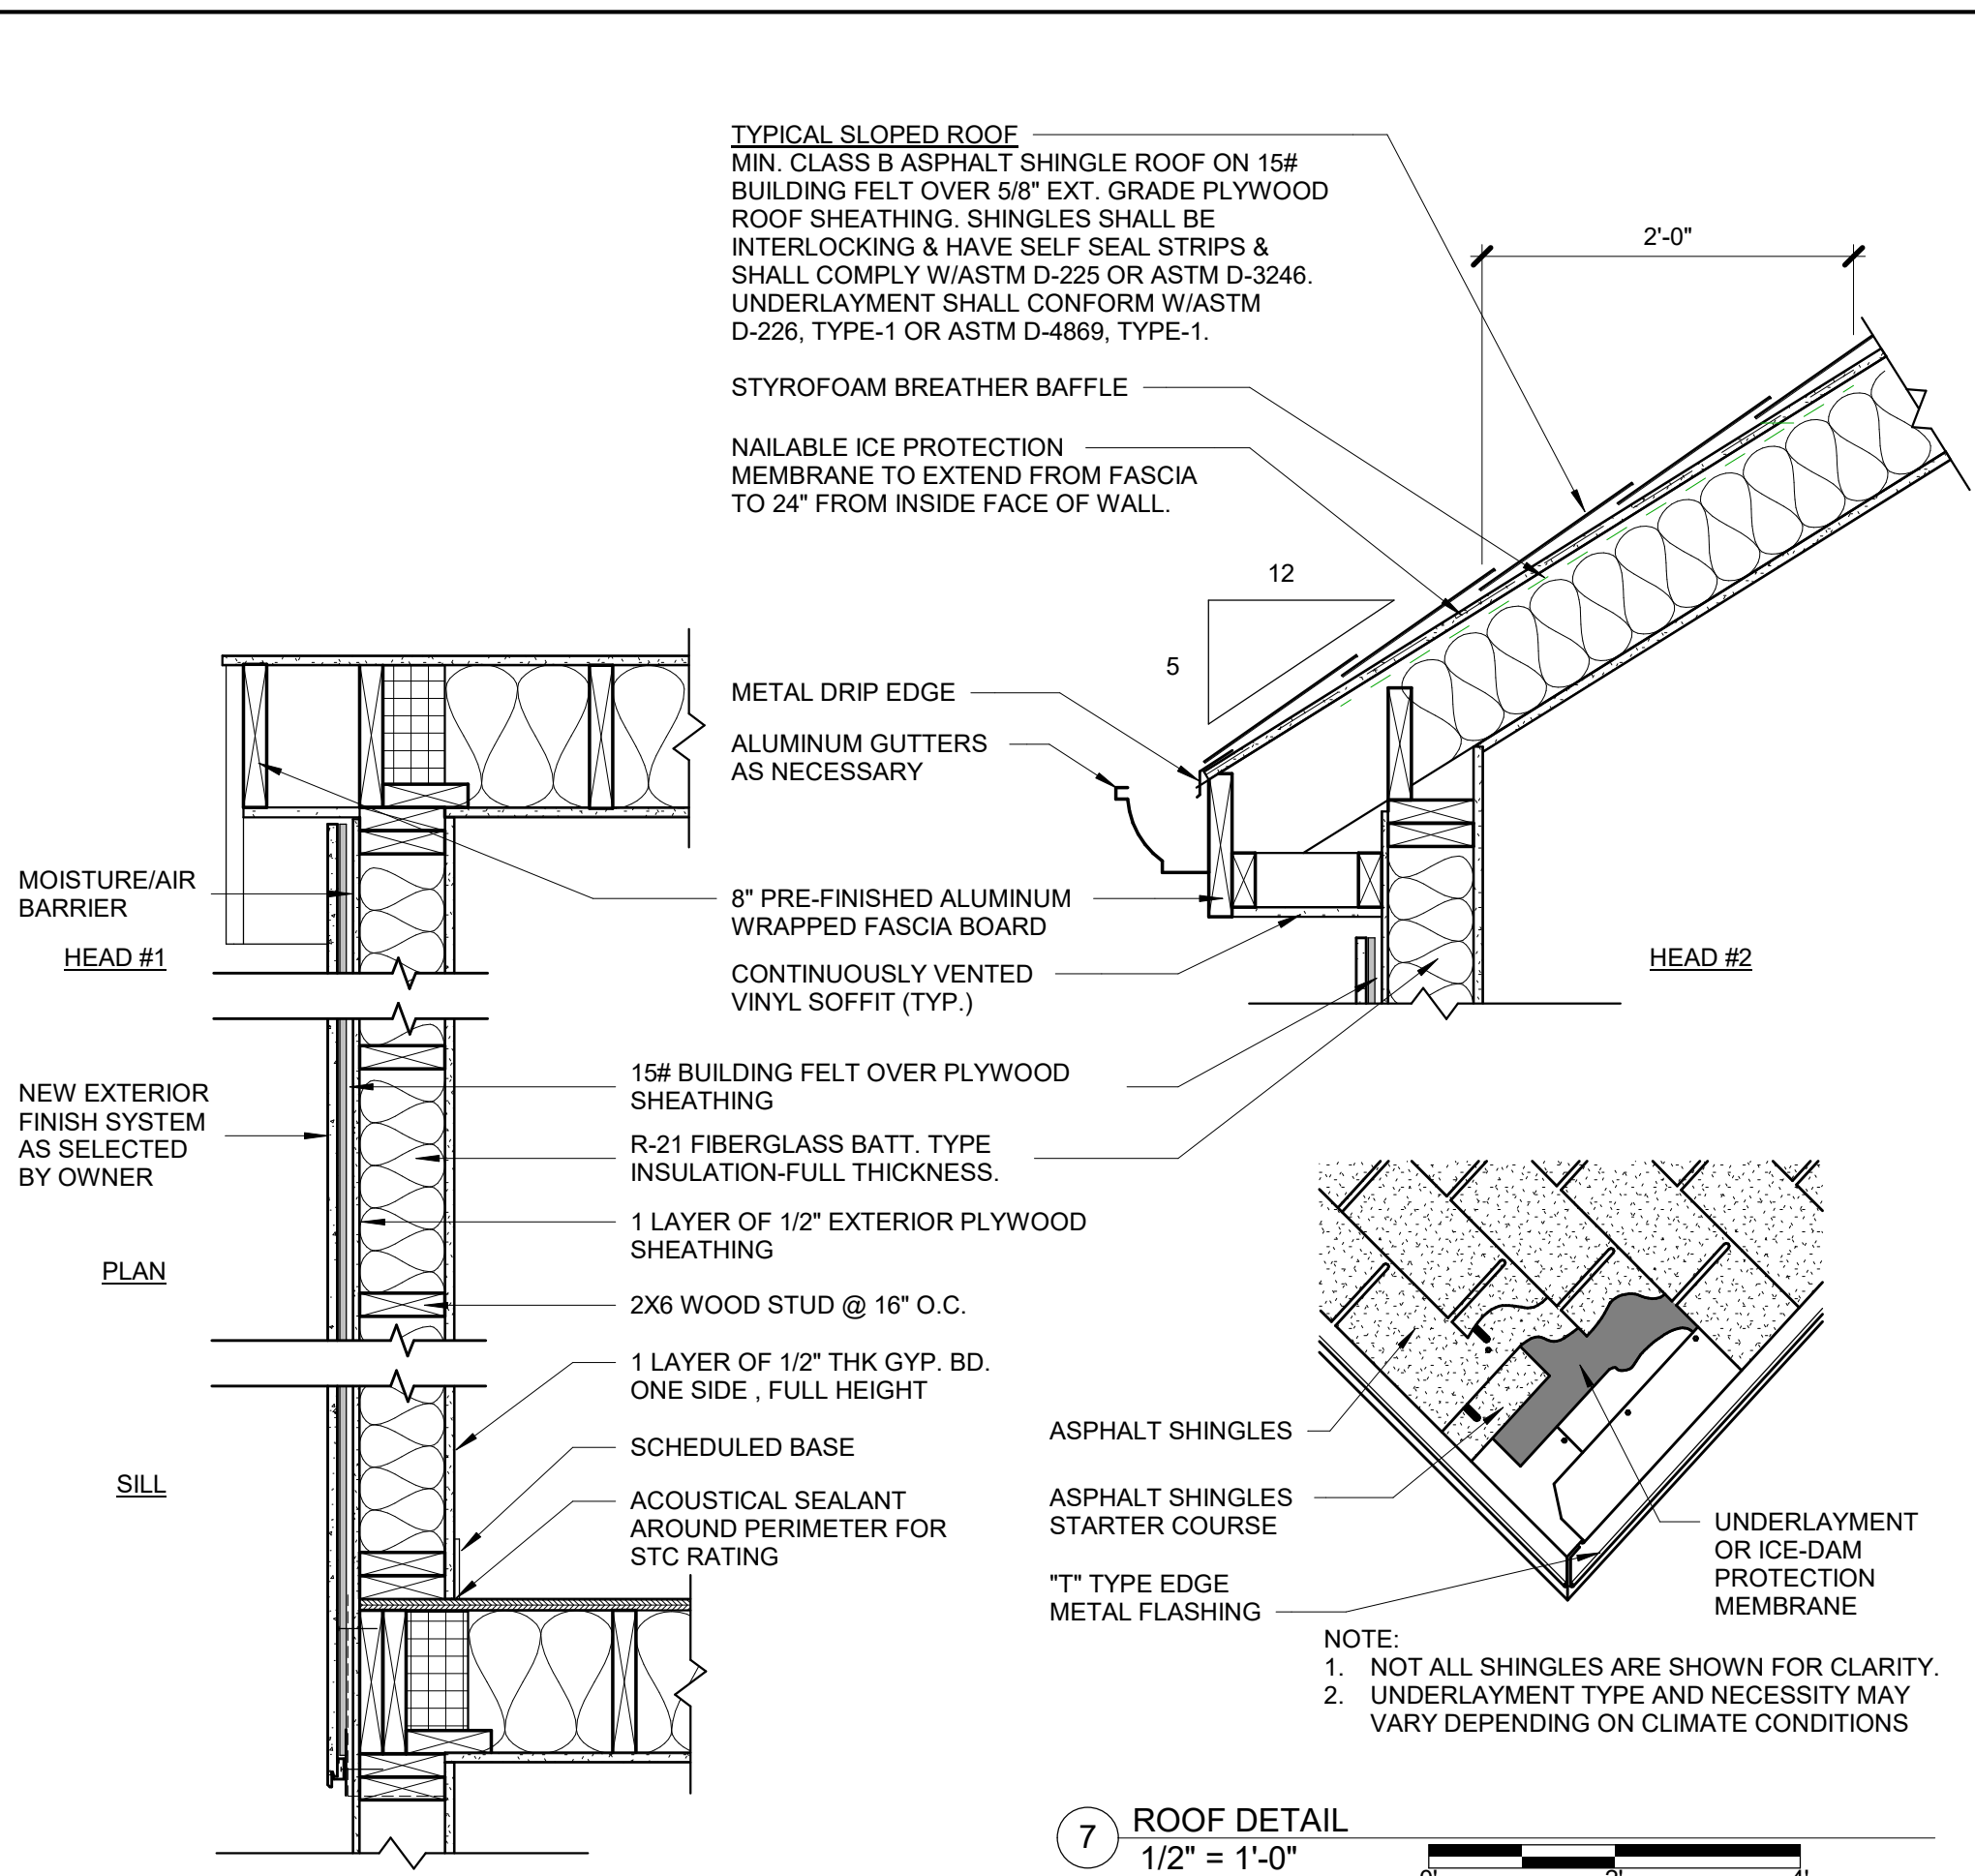 TYPICAL SLOPED ROOF
MIN. CLASS B ASPHALT SHINGLE ROOF ON 15#
BUILDING FELT OVER 5/8" EXT. GRADE PLYWOOD
ROOF SHEATHING. SHINGLES SHALL BE
INTERLOCKING & HAVE SELF SEAL STRIPS &
SHALL COMPLY W/ASTM D-225 OR ASTM D-3246.
UNDERLAYMENT SHALL CONFORM W/ASTM
D-226, TYPE-1 OR ASTM D-4869, TYPE-1.
2'-0"
STYROFOAM BREATHER BAFFLE
NAILABLE ICE PROTECTION
MEMBRANE TO EXTEND FROM FASCIA
TO 24" FROM INSIDE FACE OF WALL.
12
5
METAL DRIP EDGE
ALUMINUM GUTTERS
AS NECESSARY
MOISTURE/AIR
BARRIER
HEAD #1
8" PRE-FINISHED ALUMINUM
WRAPPED FASCIA BOARD
CONTINUOUSLY VENTED
VINYL SOFFIT (TYP.)
HEAD #2
NEW EXTERIOR
FINISH SYSTEM
AS SELECTED
BY OWNER
15# BUILDING FELT OVER PLYWOOD
SHEATHING
R-21 FIBERGLASS BATT. TYPE
INSULATION-FULL THICKNESS.
1 LAYER OF 1/2" EXTERIOR PLYWOOD
SHEATHING
PLAN
2X6 WOOD STUD @ 16" O.C.
1 LAYER OF 1/2" THK GYP. BD.
ONE SIDE , FULL HEIGHT
SCHEDULED BASE
SILL
ACOUSTICAL SEALANT
AROUND PERIMETER FOR
STC RATING
ASPHALT SHINGLES
ASPHALT SHINGLES
STARTER COURSE
"T" TYPE EDGE
METAL FLASHING
UNDERLAYMENT
OR ICE-DAM
PROTECTION
MEMBRANE
NOTE:
1. NOT ALL SHINGLES ARE SHOWN FOR CLARITY.
2. UNDERLAYMENT TYPE AND NECESSITY MAY
VARY DEPENDING ON CLIMATE CONDITIONS
7
ROOF DETAIL
1/2" = 1'-0"
0' 2' 4'